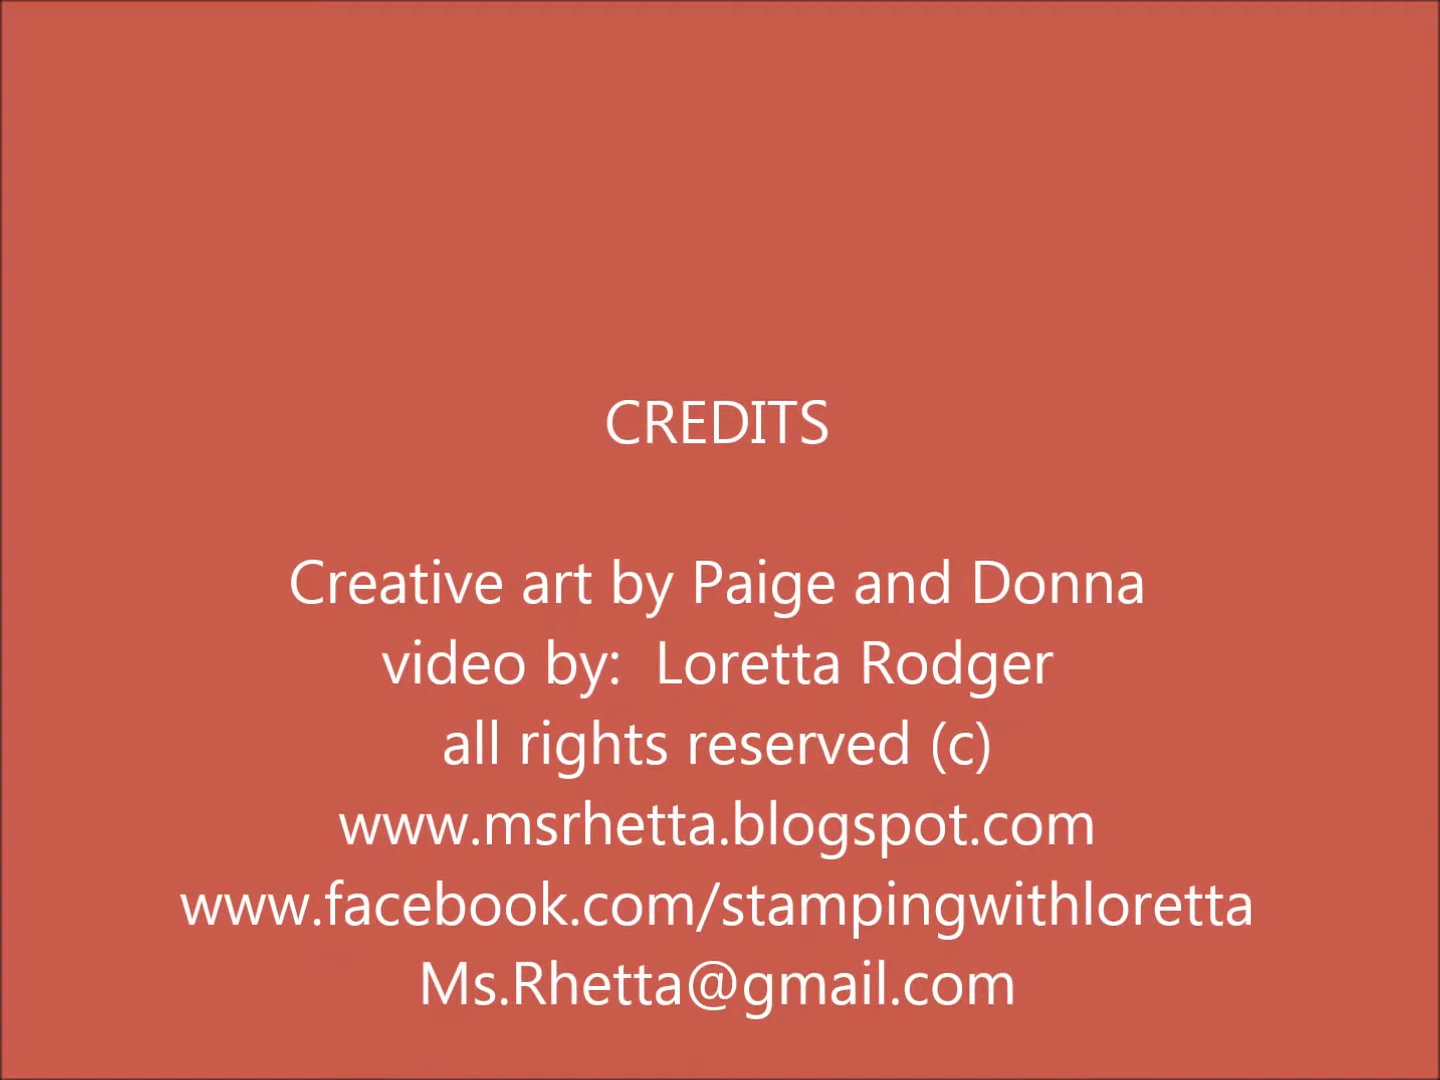 CREDITS
Creative art by Paige and Donna
video by:  Loretta Rodger
all rights reserved (c)
www.msrhetta.blogspot.com
www.facebook.com/stampingwithloretta
Ms.Rhetta@gmail.com